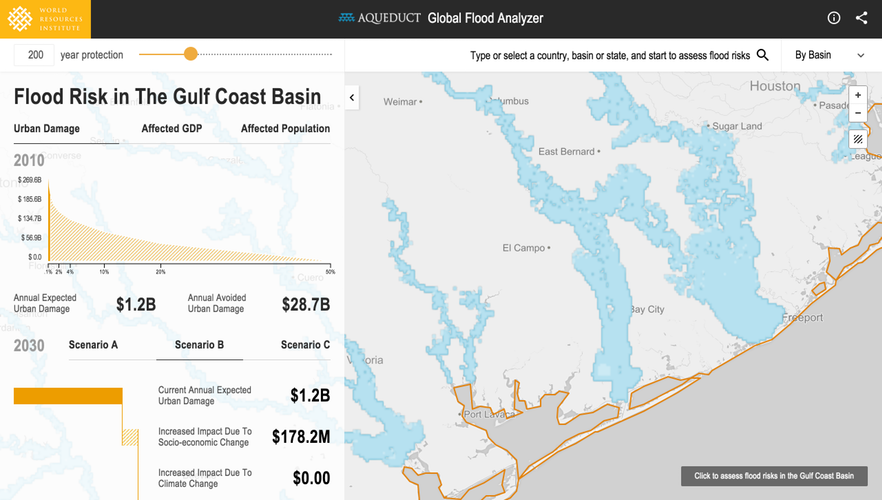 WORLD
RESOURCES
INSTITUTE
AQUEDUCT Global Flood Analyzer
200 year protection
Type or select a country, basin or state, and start to assess flood risks
By Basin
Flood Risk in The Gulf Coast Basin
Urban Damage Affected GDP Affected Population
2010
$ 269.6B
$ 185.6B
$ 134.7B
$ 56.9B
$ 0.0
.1% 2% 4% 10% 20% 50%
Annual Expected
Urban Damage
$1.2B
Annual Avoided
Urban Damage
$28.7B
2030 Scenario A Scenario B Scenario C
Current Annual Expected
Urban Damage
$1.2B
Increased Impact Due To
Socio-economic Change
$178.2M
Increased Impact Due To
Climate Change
$0.00
Converse
Cuero
Houston
Weimar
lumbus
Pasade
Sugar Land
East Bernard
League
El Campo
Bay City
Freeport
Victoria
Port Lavaca
+
−
Click to assess flood risks in the Gulf Coast Basin